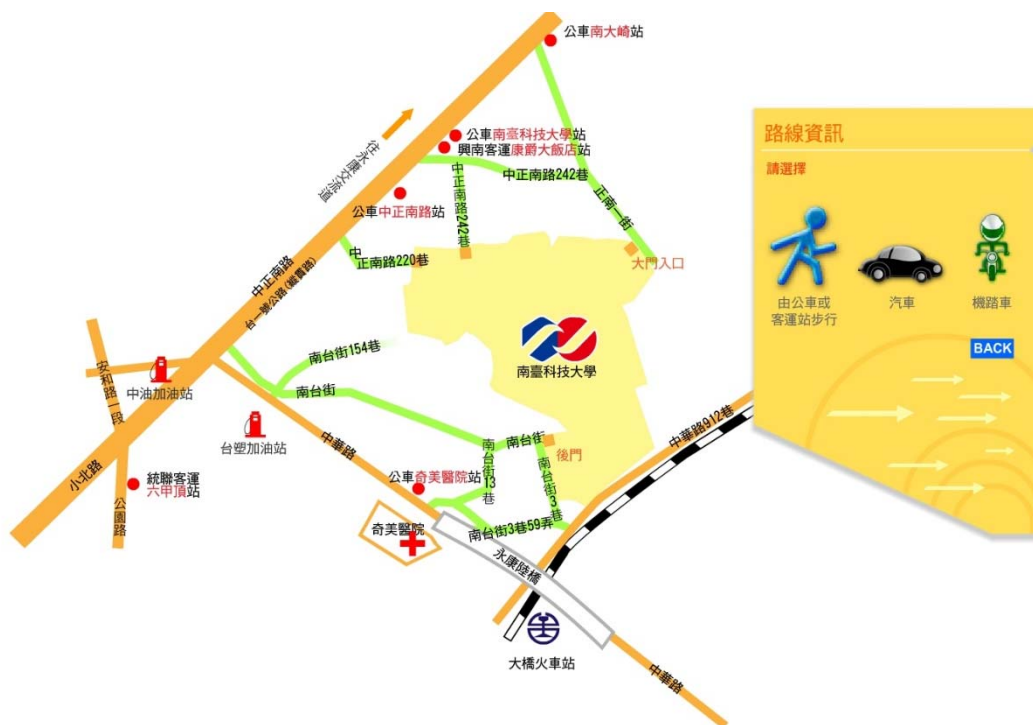 公車南大崎站
公車南臺科技大學站
興南客運康爵大飯店站
往永康交流道
中正南路242巷
中正南路242巷
正南一街
公車中正南路站
中正南路220巷
大門入口
中正南路
台一號公路(縱貫路)
南臺科技大學
南台街154巷
南台街
安和路一段
中油加油站
台塑加油站
中華路
小北路
統聯客運
六甲頂站
公園路
公車奇美醫院站
奇美醫院
南台街13巷
南台街
後門
南台街3巷
南台街3巷59弄
中華路912巷
永康陸橋
大橋火車站
中華路
路線資訊
請選擇
由公車或
客運站步行
汽車
機踏車
BACK